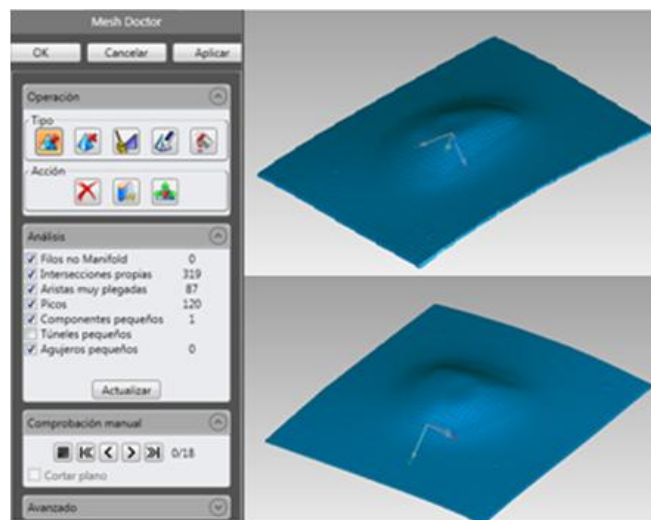 Mesh Doctor
OK Cancelar Aplicar
Operación
Tipo
Acción
Análisis
Filos no Manifold 0
Intersecciones propias 319
Aristas muy plegadas 87
Picos 120
Componentes pequeños 1
Túneles pequeños
Agujeros pequeños 0
Actualizar
Comprobación manual
0/18
Cortar plano
Avanzado